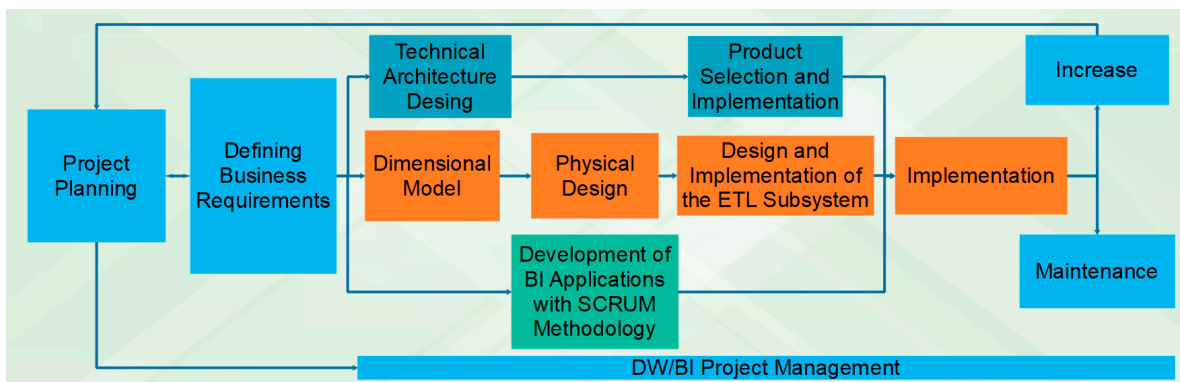 Project
Planning
Defining
Business
Requirements
Technical
Architecture
Desing
Product
Selection and
Implementation
Dimensional
Model
Physical
Design
Design and
Implementation of
the ETL Subsystem
Implementation
Development of
BI Applications
with SCRUM
Methodology
Increase
Maintenance
DW/BI Project Management